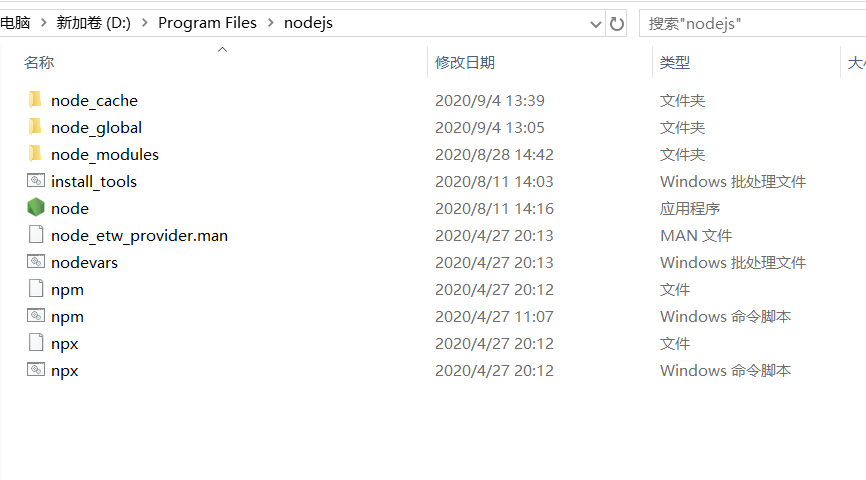 电脑 > 新加卷 (D:) > Program Files > nodejs
搜索"nodejs"
名称 修改日期 类型
node_cache 2020/9/4 13:39 文件夹
node_global 2020/9/4 13:05 文件夹
node_modules 2020/8/28 14:42 文件夹
install_tools 2020/8/11 14:03 Windows 批处理文件
node 2020/8/11 14:16 应用程序
node_etw_provider.man 2020/4/27 20:13 MAN 文件
nodevars 2020/4/27 20:13 Windows 批处理文件
npm 2020/4/27 20:12 文件
npm 2020/4/27 11:07 Windows 命令脚本
npx 2020/4/27 20:12 文件
npx 2020/4/27 20:12 Windows 命令脚本